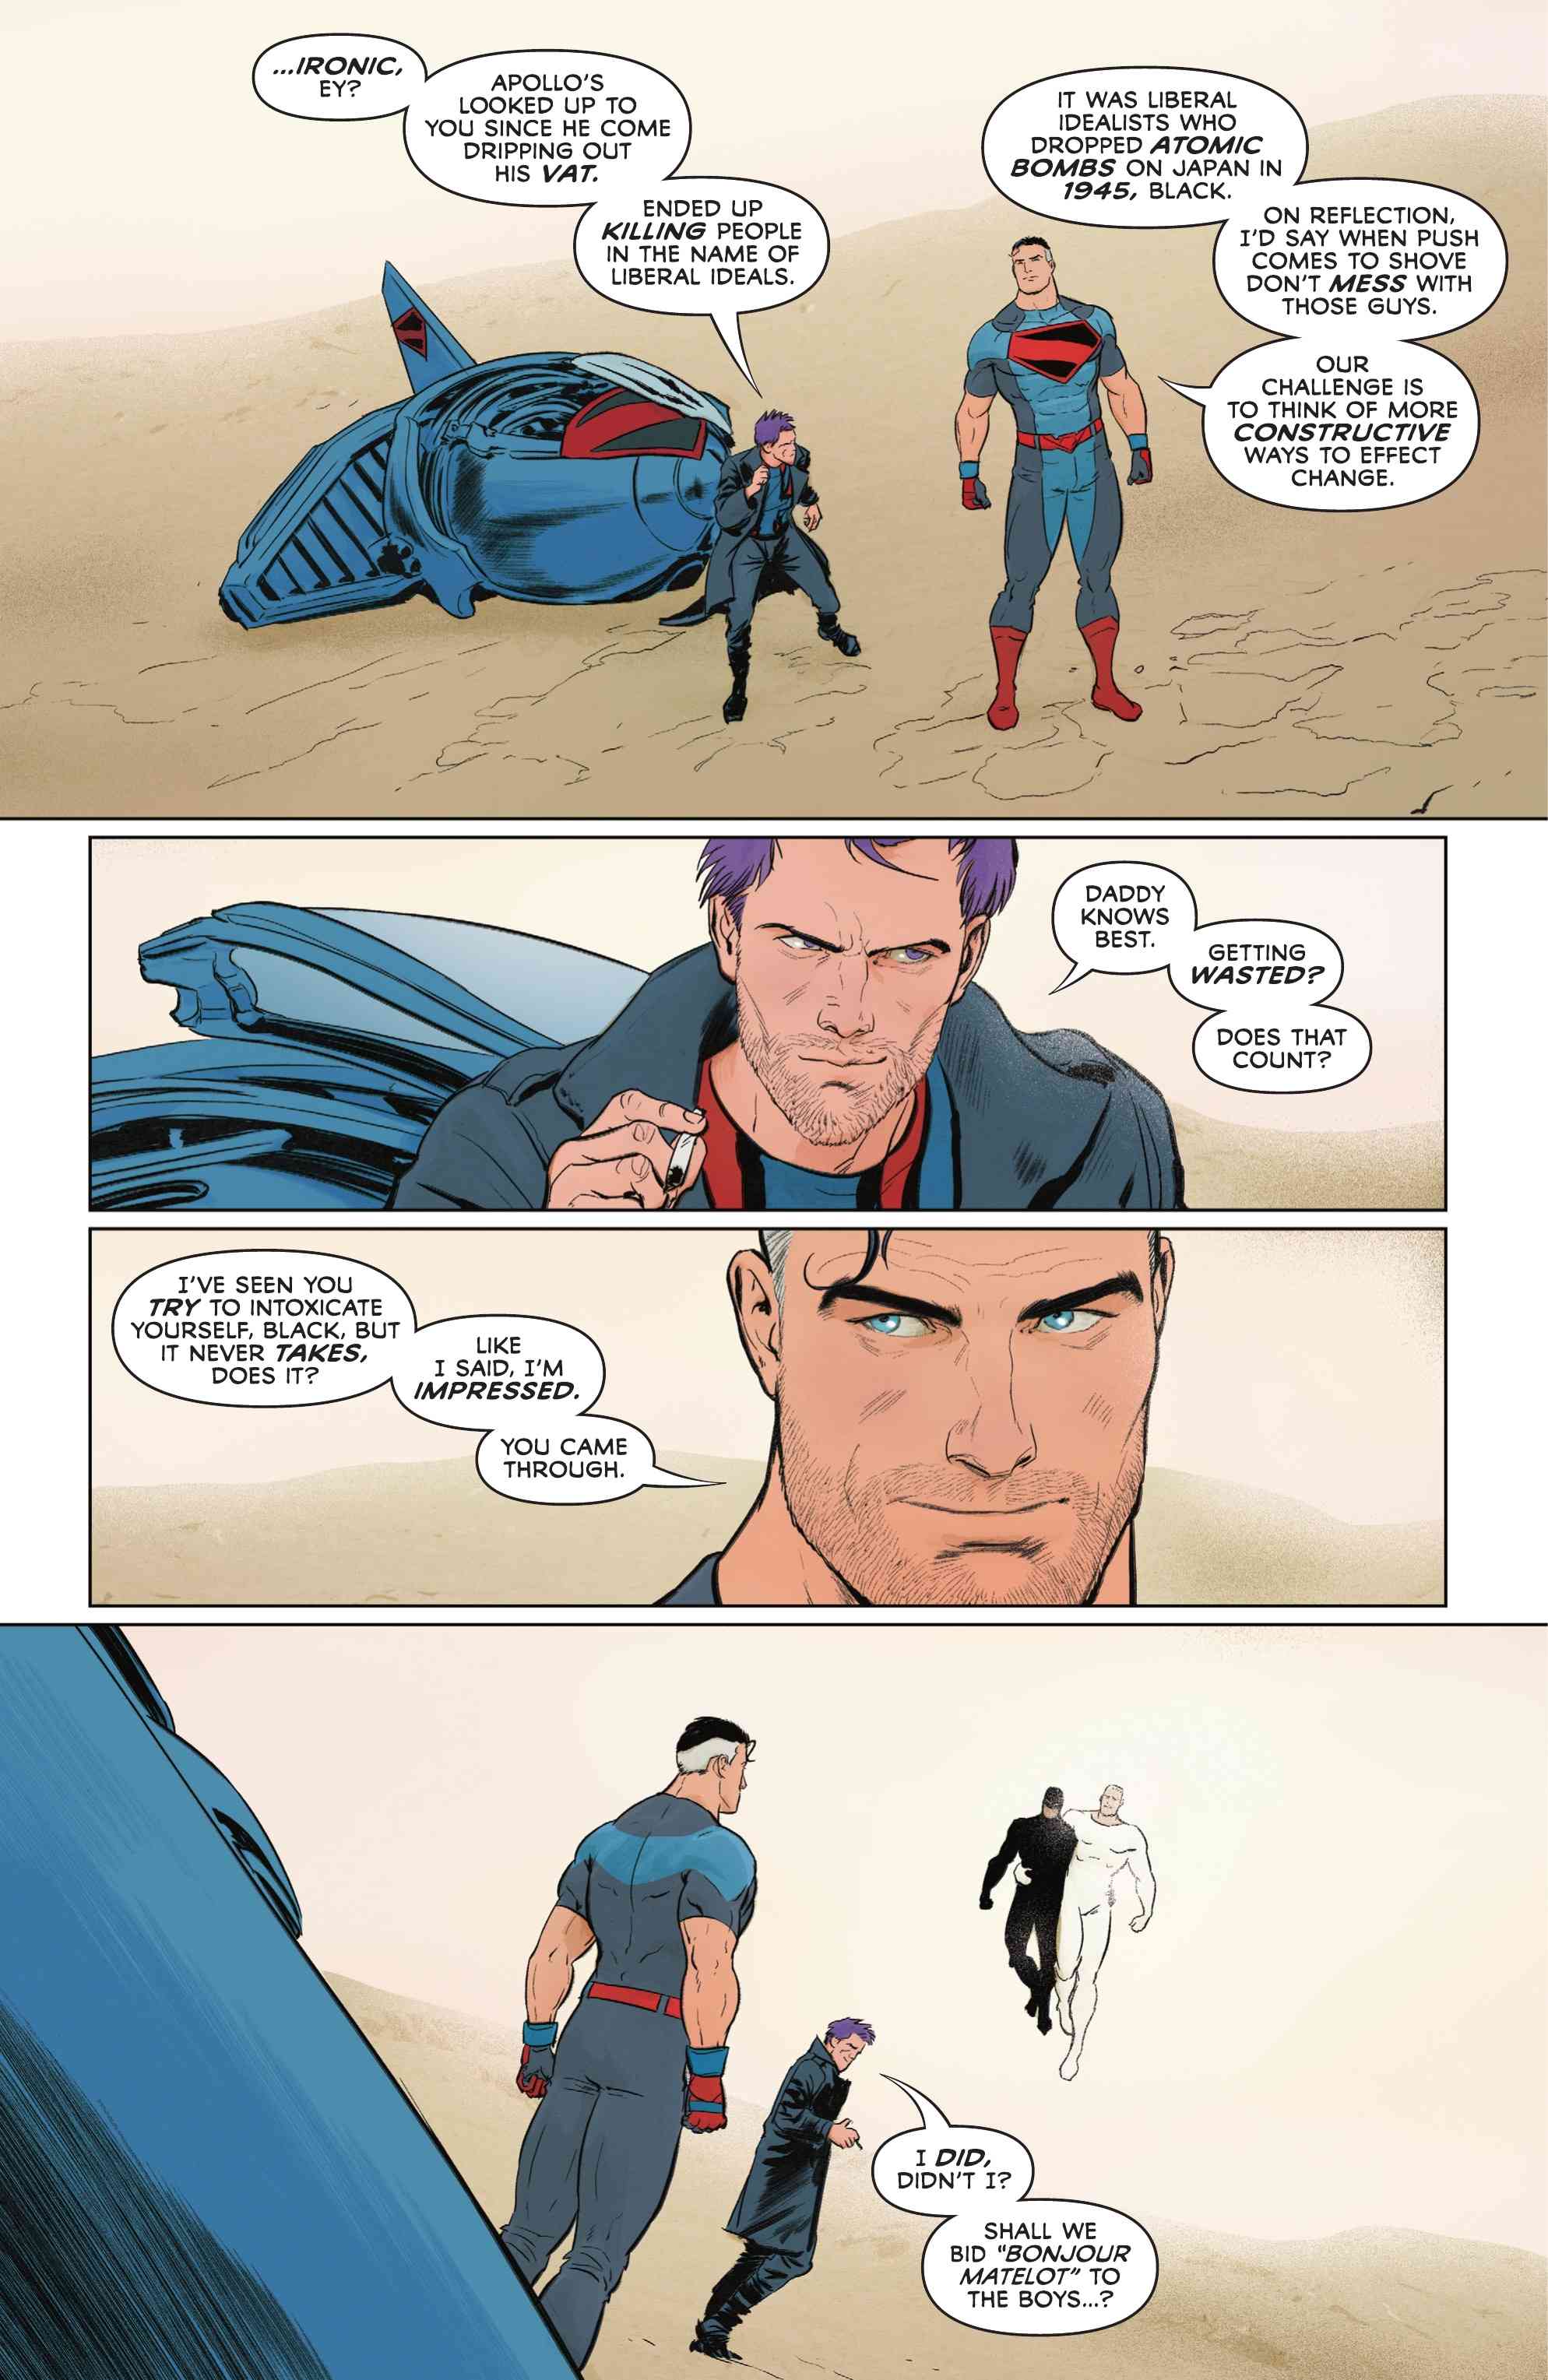 ...IRONIC,
EY?
APOLLO'S
LOOKED UP TO
YOU SINCE HE COME
DRIPPING OUT
HIS VAT.
ENDED UP
KILLING PEOPLE
IN THE NAME OF
LIBERAL IDEALS.
IT WAS LIBERAL
IDEALISTS WHO
DROPPED ATOMIC
BOMBS ON JAPAN IN
1945, BLACK.
ON REFLECTION,
I'D SAY WHEN PUSH
COMES TO SHOVE
DON'T MESS WITH
THOSE GUYS.
OUR
CHALLENGE IS
TO THINK OF MORE
CONSTRUCTIVE
WAYS TO EFFECT
CHANGE.
DADDY
KNOWS
BEST.
GETTING
WASTED?
DOES THAT
COUNT?
I'VE SEEN YOU
TRY TO INTOXICATE
YOURSELF, BLACK, BUT
IT NEVER TAKES,
DOES IT?
LIKE
I SAID, I'M
IMPRESSED.
YOU CAME
THROUGH.
I DID,
DIDN'T I?
SHALL WE
BID "BONJOUR
MATELOT" TO
THE BOYS...?